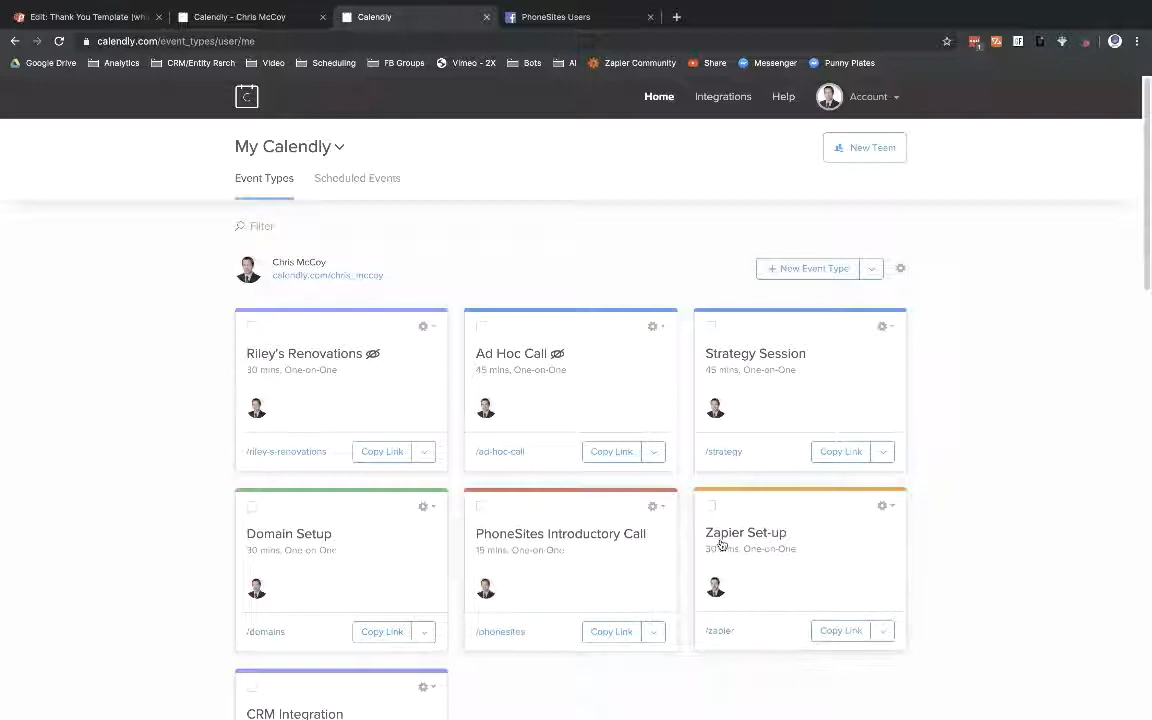 Edit: Thank You Template (whi
Calendly - Chris McCoy
Calendly
PhoneSites Users
calendly.com/event_types/user/me
Google Drive
Analytics
CRM/Entity Rsrch
Video
Scheduling
FB Groups
Vimeo - 2X
Bots
AI
Zapier Community
Share
Messenger
Punny Plates
C
Home
Integrations
Help
Account
My Calendly
New Team
Event Types
Scheduled Events
Filter
Chris McCoy
calendly.com/chris_mccoy
+ New Event Type
Riley's Renovations
30 mins, One-on-One
/riley-s-renovations
Copy Link
Ad Hoc Call
45 mins, One-on-One
/ad-hoc-call
Copy Link
Strategy Session
45 mins, One-on-One
/strategy
Copy Link
Domain Setup
30 mins, One-on-One
/domains
Copy Link
PhoneSites Introductory Call
15 mins, One-on-One
/phonesites
Copy Link
Zapier Set-up
30 mins, One-on-One
/zapier
Copy Link
CRM Integration